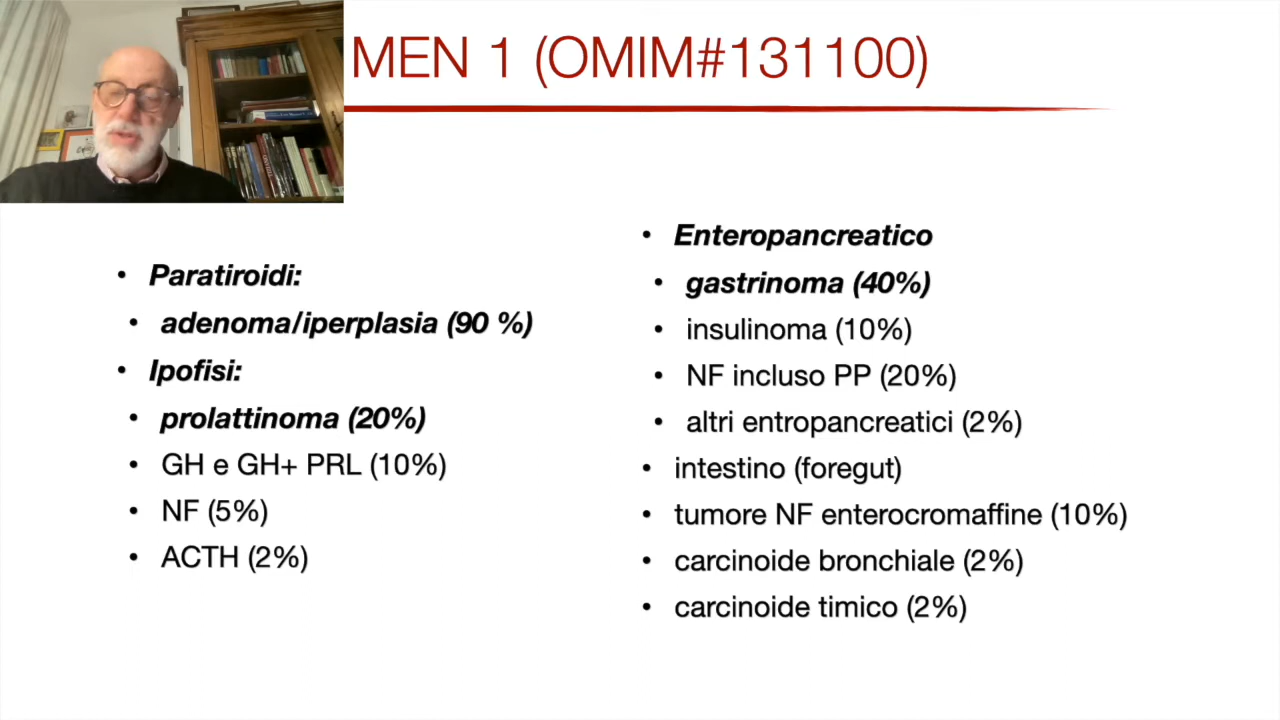 MEN 1 (OMIM#131100)
• Paratiroidi:
• adenoma/iperplasia (90 %)
• Ipofisi:
• prolattinoma (20%)
• GH e GH+ PRL (10%)
• NF (5%)
• ACTH (2%)
• Enteropancreatico
• gastrinoma (40%)
• insulinoma (10%)
• NF incluso PP (20%)
• altri entropancreatici (2%)
• intestino (foregut)
• tumore NF enterocromaffine (10%)
• carcinoide bronchiale (2%)
• carcinoide timico (2%)